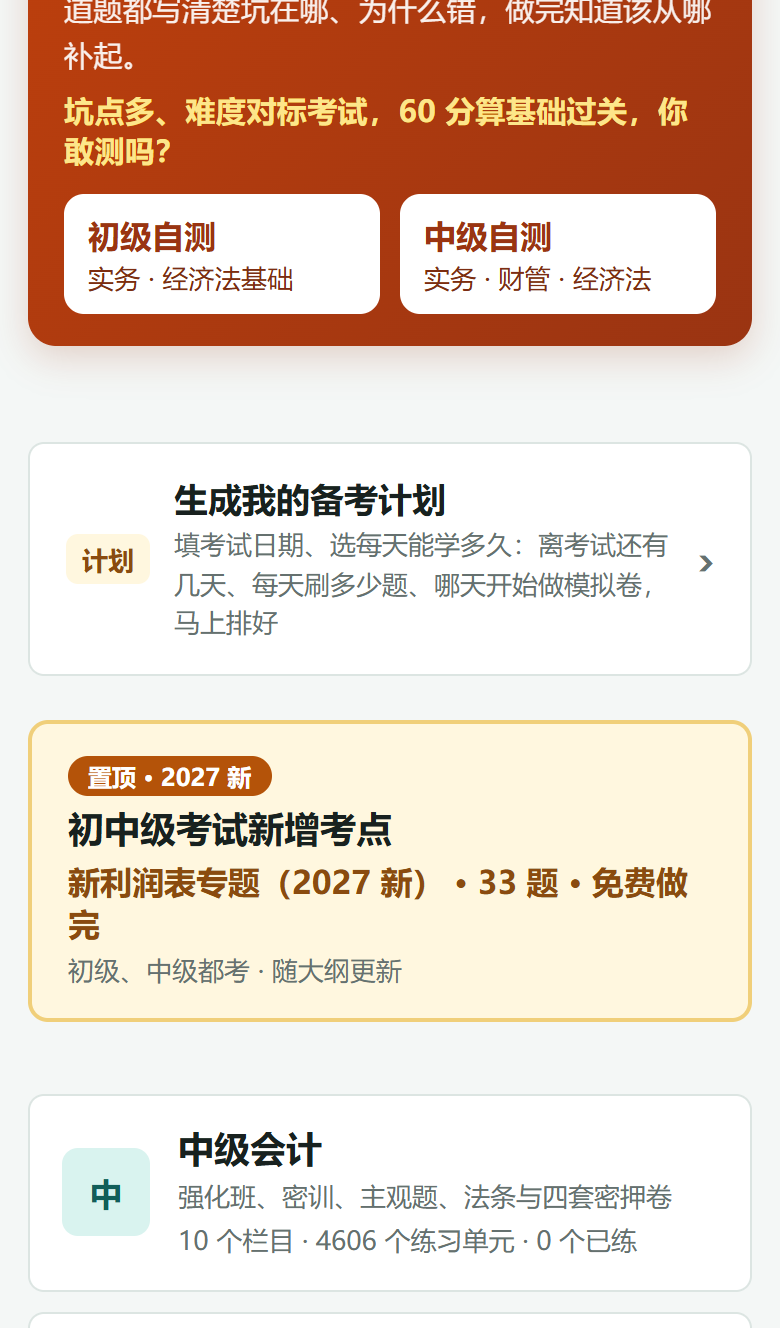 道题都写清楚坑在哪、为什么错，做完知道该从哪
补起。
坑点多、难度对标考试，60 分算基础过关，你
敢测吗？
初级自测
实务 · 经济法基础
中级自测
实务 · 财管 · 经济法
生成我的备考计划
计划
填考试日期、选每天能学多久：离考试还有
几天、每天刷多少题、哪天开始做模拟卷，
马上排好
›
置顶 • 2027 新
初中级考试新增考点
新利润表专题（2027 新） • 33 题 • 免费做
完
初级、中级都考 · 随大纲更新
中
中级会计
强化班、密训、主观题、法条与四套密押卷
10 个栏目 · 4606 个练习单元 · 0 个已练